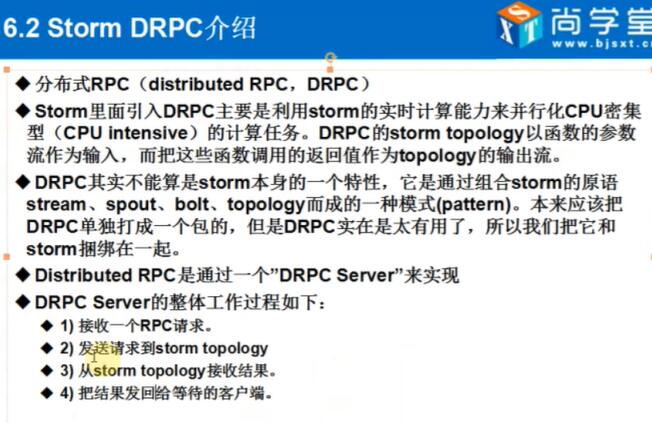 6.2 Storm DRPC介绍
尚学堂
XST
www.bjsxt.com
分布式RPC（distributed RPC，DRPC）
Storm里面引入DRPC主要是利用storm的实时计算能力来并行化CPU密集
型（CPU intensive）的计算任务。DRPC的storm topology以函数的参数
流作为输入，而把这些函数调用的返回值作为topology的输出流。
DRPC其实不能算是storm本身的一个特性，它是通过组合storm的原语
stream、spout、bolt、topology而成的一种模式(pattern)。本来应该把
DRPC单独打成一个包的，但是DRPC实在是太有用了，所以我们把它和
storm捆绑在一起。
Distributed RPC是通过一个”DRPC Server”来实现
DRPC Server的整体工作过程如下：
1) 接收一个RPC请求。
2) 发送请求到storm topology
3) 从storm topology接收结果。
4) 把结果发回给等待的客户端。